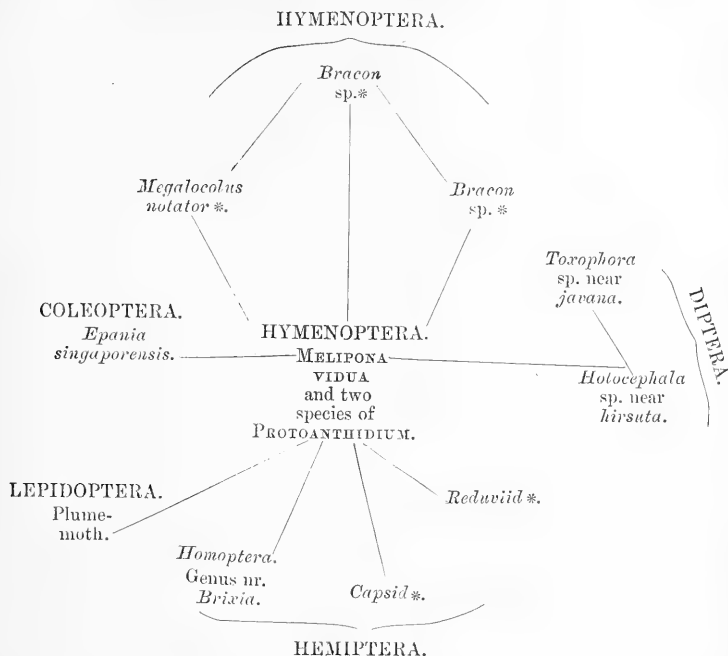 HYMENOPTERA.
Bracon
sp.*
Megalocolus
notator *.
Bracon
sp. *
Toxophora
sp. near
javana.
DIPTERA.
COLEOPTERA.
Epania
singaporensis.
HYMENOPTERA.
MELIPONA
VIDUA
and two
species of
PROTOANTHIDIUM.
Hotocephala
sp. near
hirsuta.
LEPIDOPTERA.
Plume-
moth.
Reduviid *.
Homoptera.
Genus nr.
Brixia.
Capsid *.
HEMIPTERA.